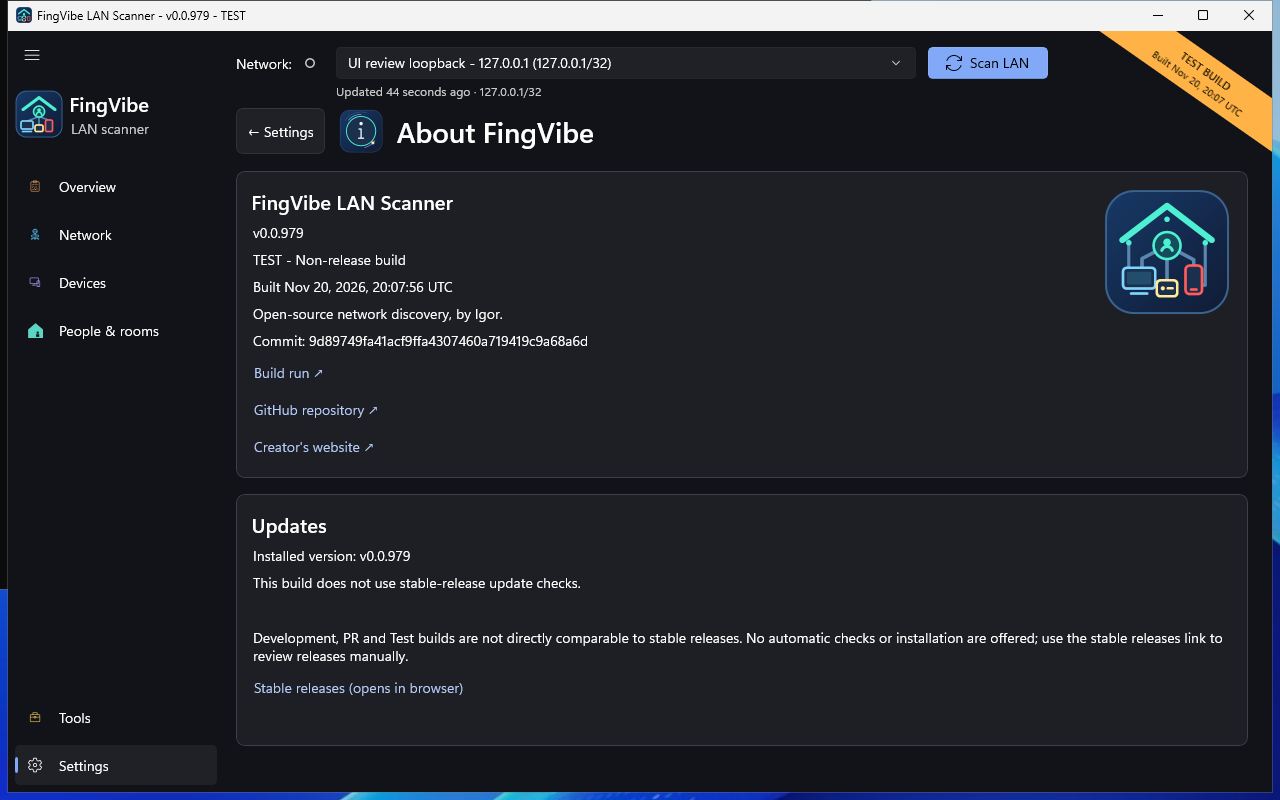 FingVibe LAN Scanner - v0.0.979 - TEST
Network:
UI review loopback - 127.0.0.1 (127.0.0.1/32)
Scan LAN
Updated 44 seconds ago · 127.0.0.1/32
TEST BUILD
Built Nov 20, 20:07 UTC
FingVibe
LAN scanner
← Settings
About FingVibe
Overview
Network
Devices
People & rooms
Tools
Settings
FingVibe LAN Scanner
v0.0.979
TEST - Non-release build
Built Nov 20, 2026, 20:07:56 UTC
Open-source network discovery, by Igor.
Commit: 9d89749fa41acf9ffa4307460a719419c9a68a6d
Build run ↗
GitHub repository ↗
Creator's website ↗
Updates
Installed version: v0.0.979
This build does not use stable-release update checks.
Development, PR and Test builds are not directly comparable to stable releases. No automatic checks or installation are offered; use the stable releases link to
review releases manually.
Stable releases (opens in browser)